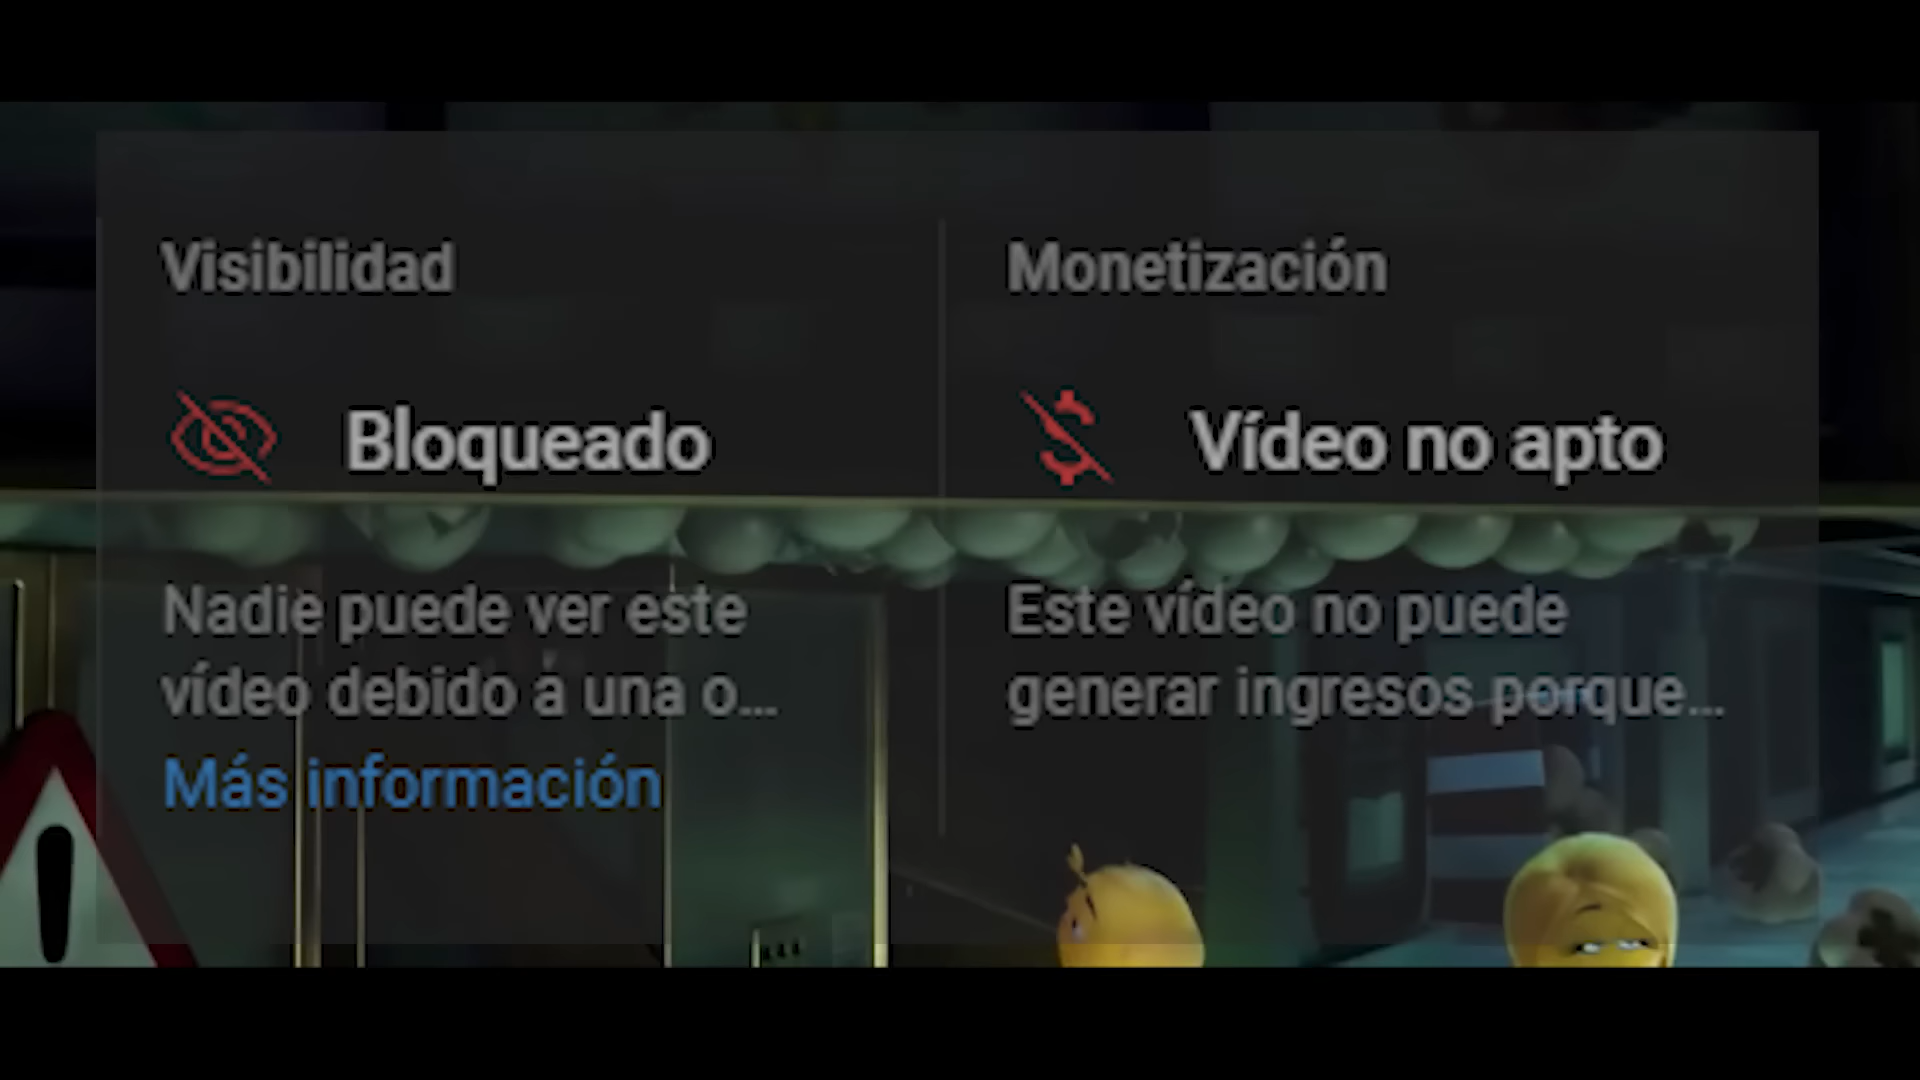 Visibilidad
Monetización
Bloqueado
Vídeo no apto
Nadie puede ver este
vídeo debido a una o...
Más información
Este vídeo no puede
generar ingresos porque...